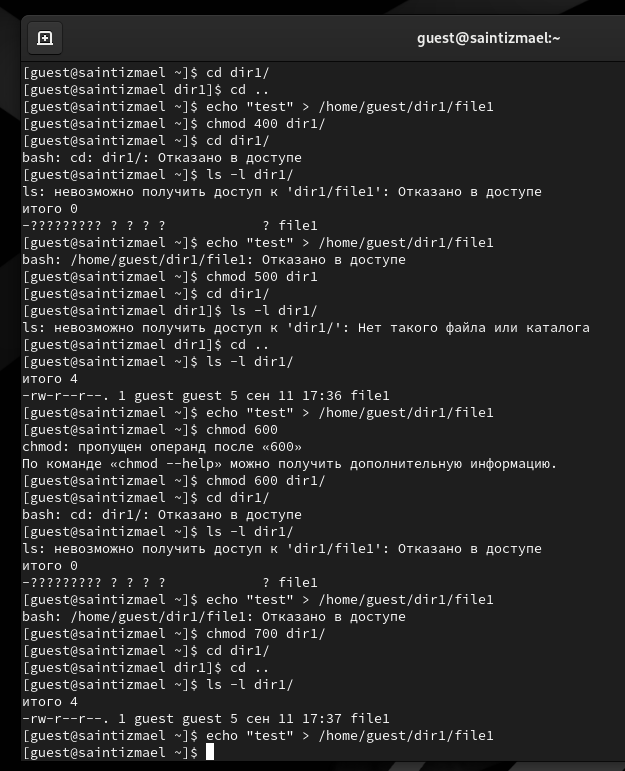 guest@saintizmael:~
[guest@saintizmael ~]$ cd dir1/
[guest@saintizmael dir1]$ cd ..
[guest@saintizmael ~]$ echo "test" > /home/guest/dir1/file1
[guest@saintizmael ~]$ chmod 400 dir1/
[guest@saintizmael ~]$ cd dir1/
bash: cd: dir1/: Отказано в доступе
[guest@saintizmael ~]$ ls -l dir1/
ls: невозможно получить доступ к 'dir1/file1': Отказано в доступе
итого 0
-????????? ? ? ? ?            ? file1
[guest@saintizmael ~]$ echo "test" > /home/guest/dir1/file1
bash: /home/guest/dir1/file1: Отказано в доступе
[guest@saintizmael ~]$ chmod 500 dir1
[guest@saintizmael ~]$ cd dir1/
[guest@saintizmael dir1]$ ls -l dir1/
ls: невозможно получить доступ к 'dir1/': Нет такого файла или каталога
[guest@saintizmael dir1]$ cd ..
[guest@saintizmael ~]$ ls -l dir1/
итого 4
-rw-r--r--. 1 guest guest 5 сен 11 17:36 file1
[guest@saintizmael ~]$ echo "test" > /home/guest/dir1/file1
[guest@saintizmael ~]$ chmod 600
chmod: пропущен операнд после «600»
По команде «chmod --help» можно получить дополнительную информацию.
[guest@saintizmael ~]$ chmod 600 dir1/
[guest@saintizmael ~]$ cd dir1/
bash: cd: dir1/: Отказано в доступе
[guest@saintizmael ~]$ ls -l dir1/
ls: невозможно получить доступ к 'dir1/file1': Отказано в доступе
итого 0
-????????? ? ? ? ?            ? file1
[guest@saintizmael ~]$ echo "test" > /home/guest/dir1/file1
bash: /home/guest/dir1/file1: Отказано в доступе
[guest@saintizmael ~]$ chmod 700 dir1/
[guest@saintizmael ~]$ cd dir1/
[guest@saintizmael dir1]$ cd ..
[guest@saintizmael ~]$ ls -l dir1/
итого 4
-rw-r--r--. 1 guest guest 5 сен 11 17:37 file1
[guest@saintizmael ~]$ echo "test" > /home/guest/dir1/file1
[guest@saintizmael ~]$